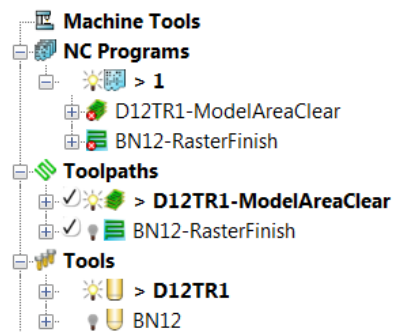 Machine Tools
NC Programs
> 1
D12TR1-ModelAreaClear
BN12-RasterFinish
Toolpaths
> D12TR1-ModelAreaClear
BN12-RasterFinish
Tools
> D12TR1
BN12